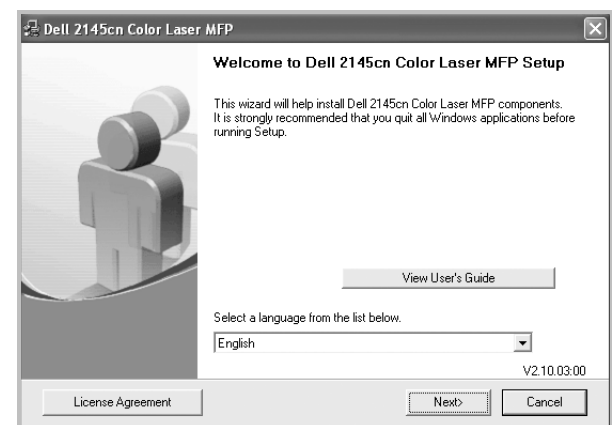 Dell 2145cn Color Laser MFP
Welcome to Dell 2145cn Color Laser MFP Setup
This wizard will help install Dell 2145cn Color Laser MFP components.
It is strongly recommended that you quit all Windows applications before
running Setup.
View User's Guide
Select a language from the list below.
English
V2.10.03:00
License Agreement
Next>
Cancel